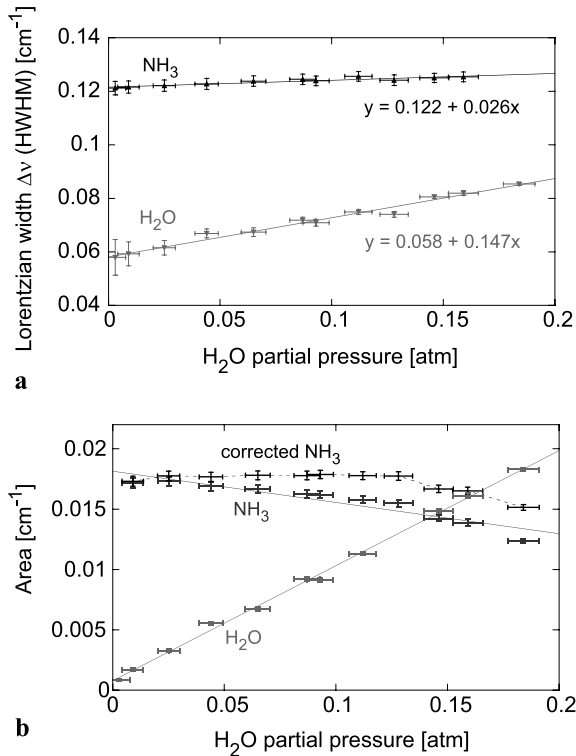 0.14
0.12
0.1
0.08
0.06
0.04
Lorentzian width Δν (HWHM) [cm⁻¹]
NH₃
y = 0.122 + 0.026x
H₂O
y = 0.058 + 0.147x
0 0.05 0.1 0.15 0.2
H₂O partial pressure [atm]
a
0.02
0.015
0.01
0.005
0
Area [cm⁻¹]
corrected NH₃
NH₃
H₂O
0 0.05 0.1 0.15 0.2
H₂O partial pressure [atm]
b